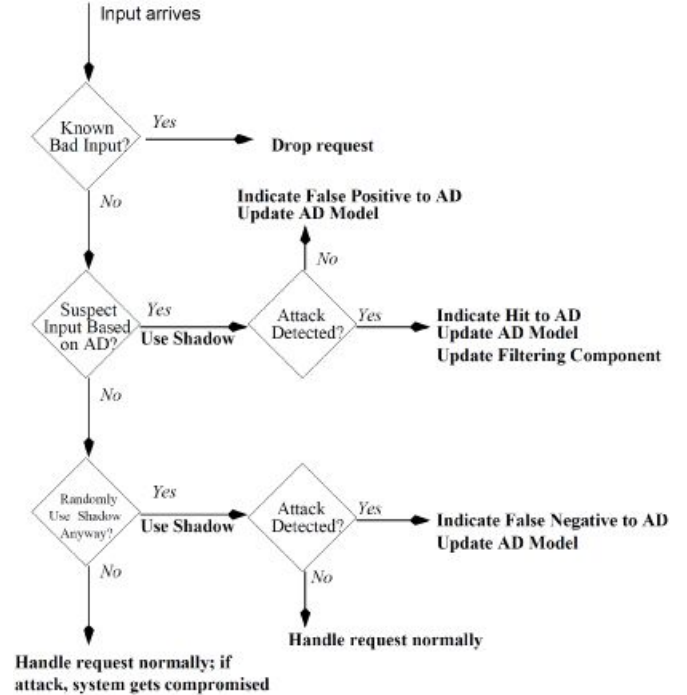 Input arrives
Known
Bad Input?
Yes
Drop request
No
Indicate False Positive to AD
Update AD Model
No
Suspect
Input Based
on AD?
Yes
Use Shadow
Attack
Detected?
Yes
Indicate Hit to AD
Update AD Model
Update Filtering Component
No
Randomly
Use Shadow
Anyway?
Yes
Use Shadow
Attack
Detected?
Yes
Indicate False Negative to AD
Update AD Model
No
No
Handle request normally
Handle request normally; if
attack, system gets compromised